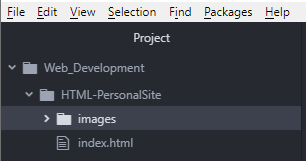 File Edit View Selection Find Packages Help
Project
Web_Development
HTML-PersonalSite
images
index.html